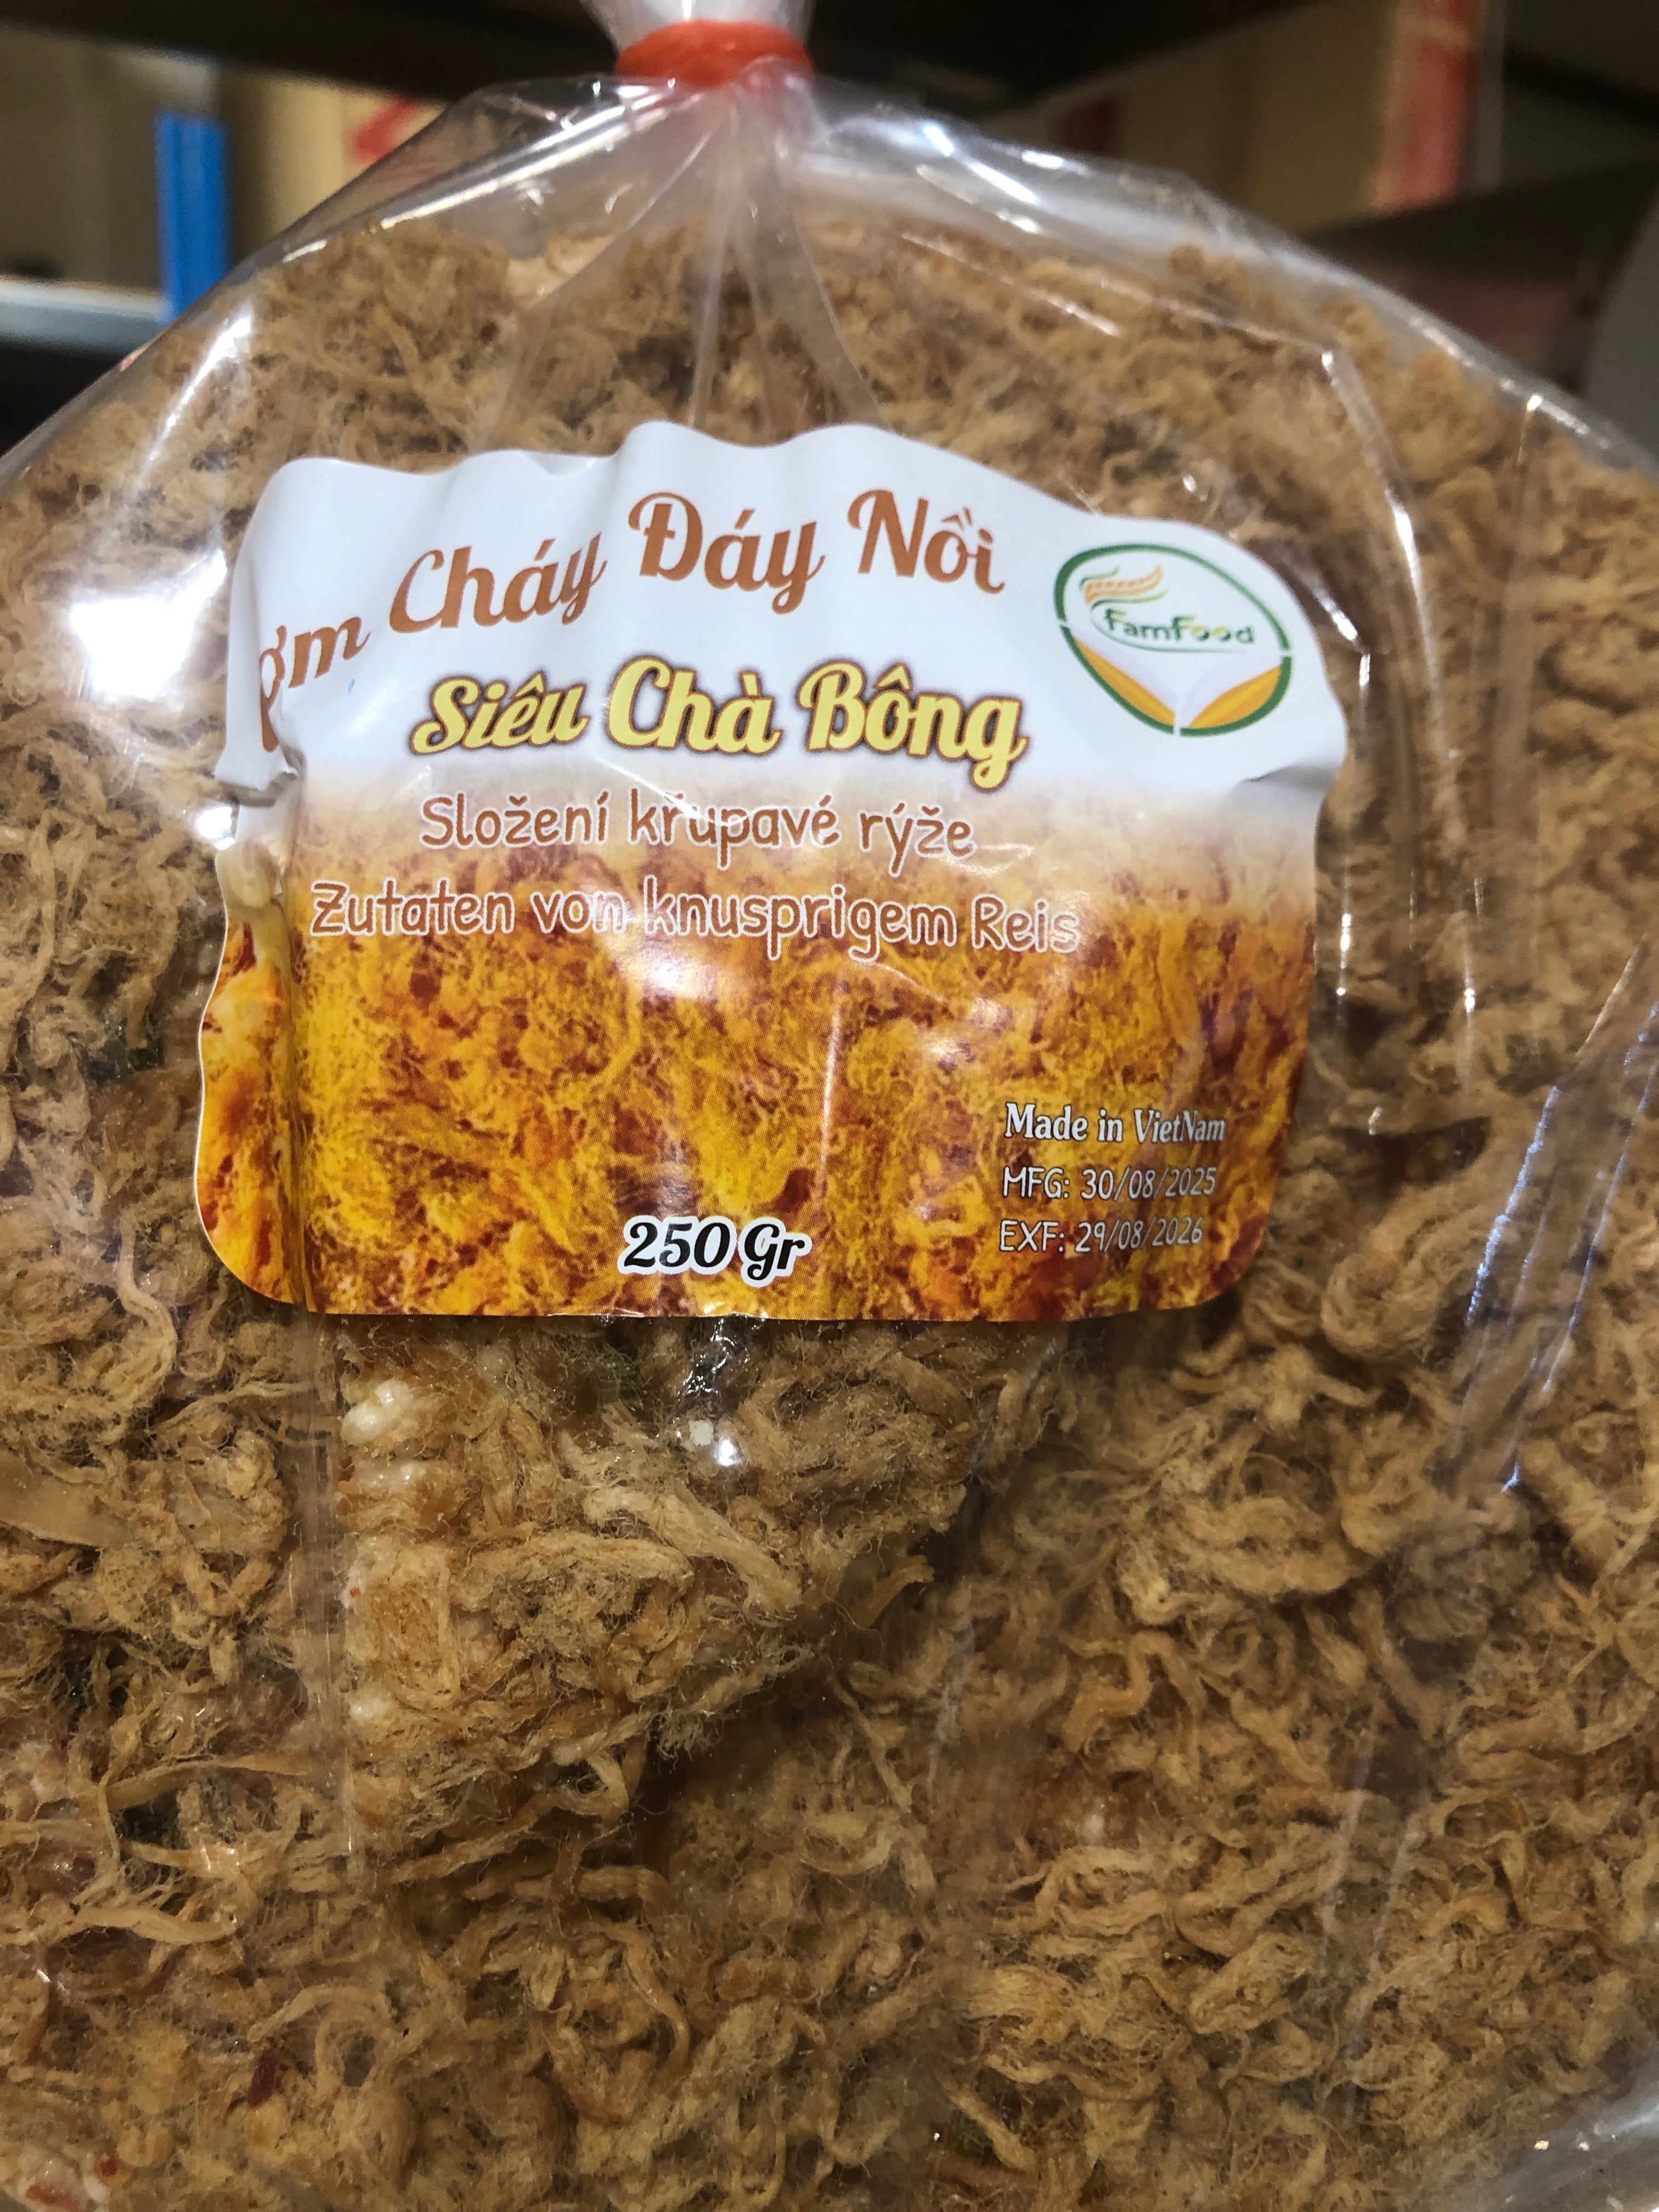 Cơm Cháy Đáy Nồi
FamFood
Siêu Chà Bông
Složení křupavé rýže
Zutaten von knusprigem Reis
Made in VietNam
MFG: 30/08/2025
EXF: 29/08/2026
250 Gr